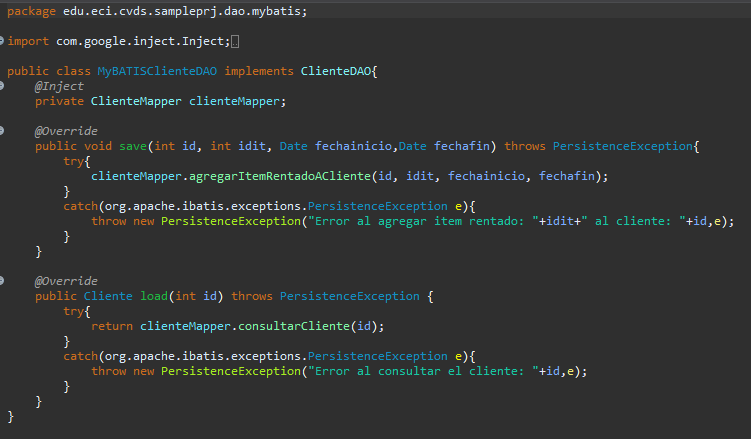 package edu.eci.cvds.sampleprj.dao.mybatis;
import com.google.inject.Inject;
public class MyBATISClienteDAO implements ClienteDAO{
@Inject
private ClienteMapper clienteMapper;
@Override
public void save(int id, int idit, Date fechainicio,Date fechafin) throws PersistenceException{
try{
clienteMapper.agregarItemRentadoACliente(id, idit, fechainicio, fechafin);
}
catch(org.apache.ibatis.exceptions.PersistenceException e){
throw new PersistenceException("Error al agregar item rentado: "+idit+" al cliente: "+id,e);
}
}
@Override
public Cliente load(int id) throws PersistenceException {
try{
return clienteMapper.consultarCliente(id);
}
catch(org.apache.ibatis.exceptions.PersistenceException e){
throw new PersistenceException("Error al consultar el cliente: "+id,e);
}
}
}